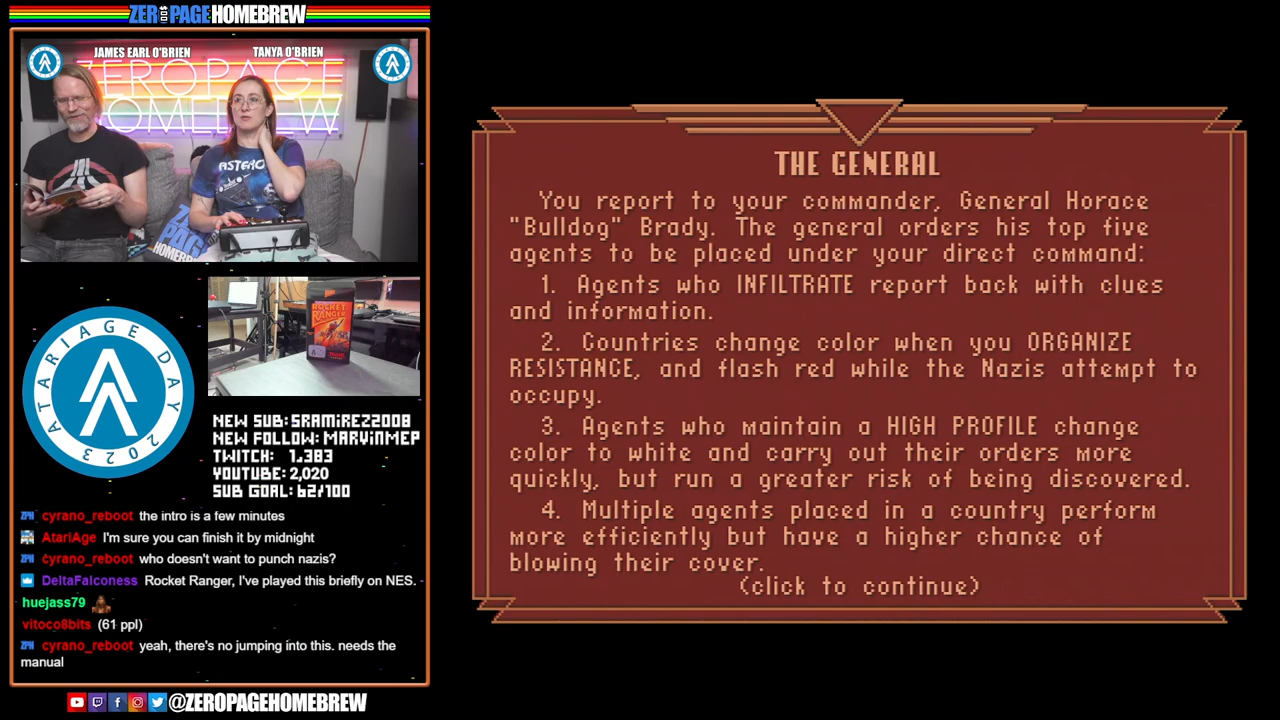 ZEROPAGE HOMEBREW
JAMES EARL O'BRIEN
TANYA O'BRIEN
ZEROPAGE
HOMEBREW
ATARIAGE DAY 2023
ROCKET
RANGER
NEW SUB: SRAMIREZ2008
NEW FOLLOW: MARVINMEP
TWITCH: 1,383
YOUTUBE: 2,020
SUB GOAL: 62/100
cyrano_reboot the intro is a few minutes
AtariAge I'm sure you can finish it by midnight
cyrano_reboot who doesn't want to punch nazis?
DeltaFalconess Rocket Ranger, I've played this briefly on NES.
huejass79
vitoco8bits (61 ppl)
cyrano_reboot yeah, there's no jumping into this. needs the
manual
@ZEROPAGEHOMEBREW
THE GENERAL
You report to your commander, General Horace
"Bulldog" Brady. The general orders his top five
agents to be placed under your direct command:
1. Agents who INFILTRATE report back with clues
and information.
2. Countries change color when you ORGANIZE
RESISTANCE, and flash red while the Nazis attempt to
occupy.
3. Agents who maintain a HIGH PROFILE change
color to white and carry out their orders more
quickly, but run a greater risk of being discovered.
4. Multiple agents placed in a country perform
more efficiently but have a higher chance of
blowing their cover.
(click to continue)